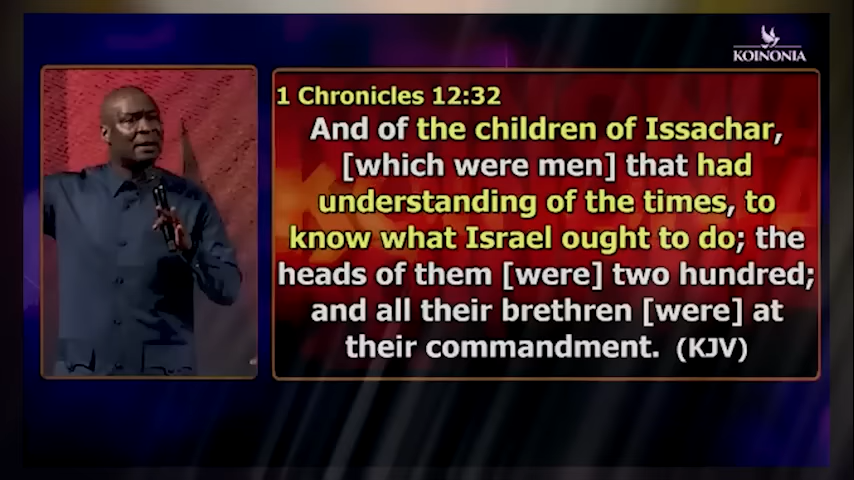 KOINONIA
1 Chronicles 12:32
And of the children of Issachar,
[which were men] that had
understanding of the times, to
know what Israel ought to do; the
heads of them [were] two hundred;
and all their brethren [were] at
their commandment. (KJV)